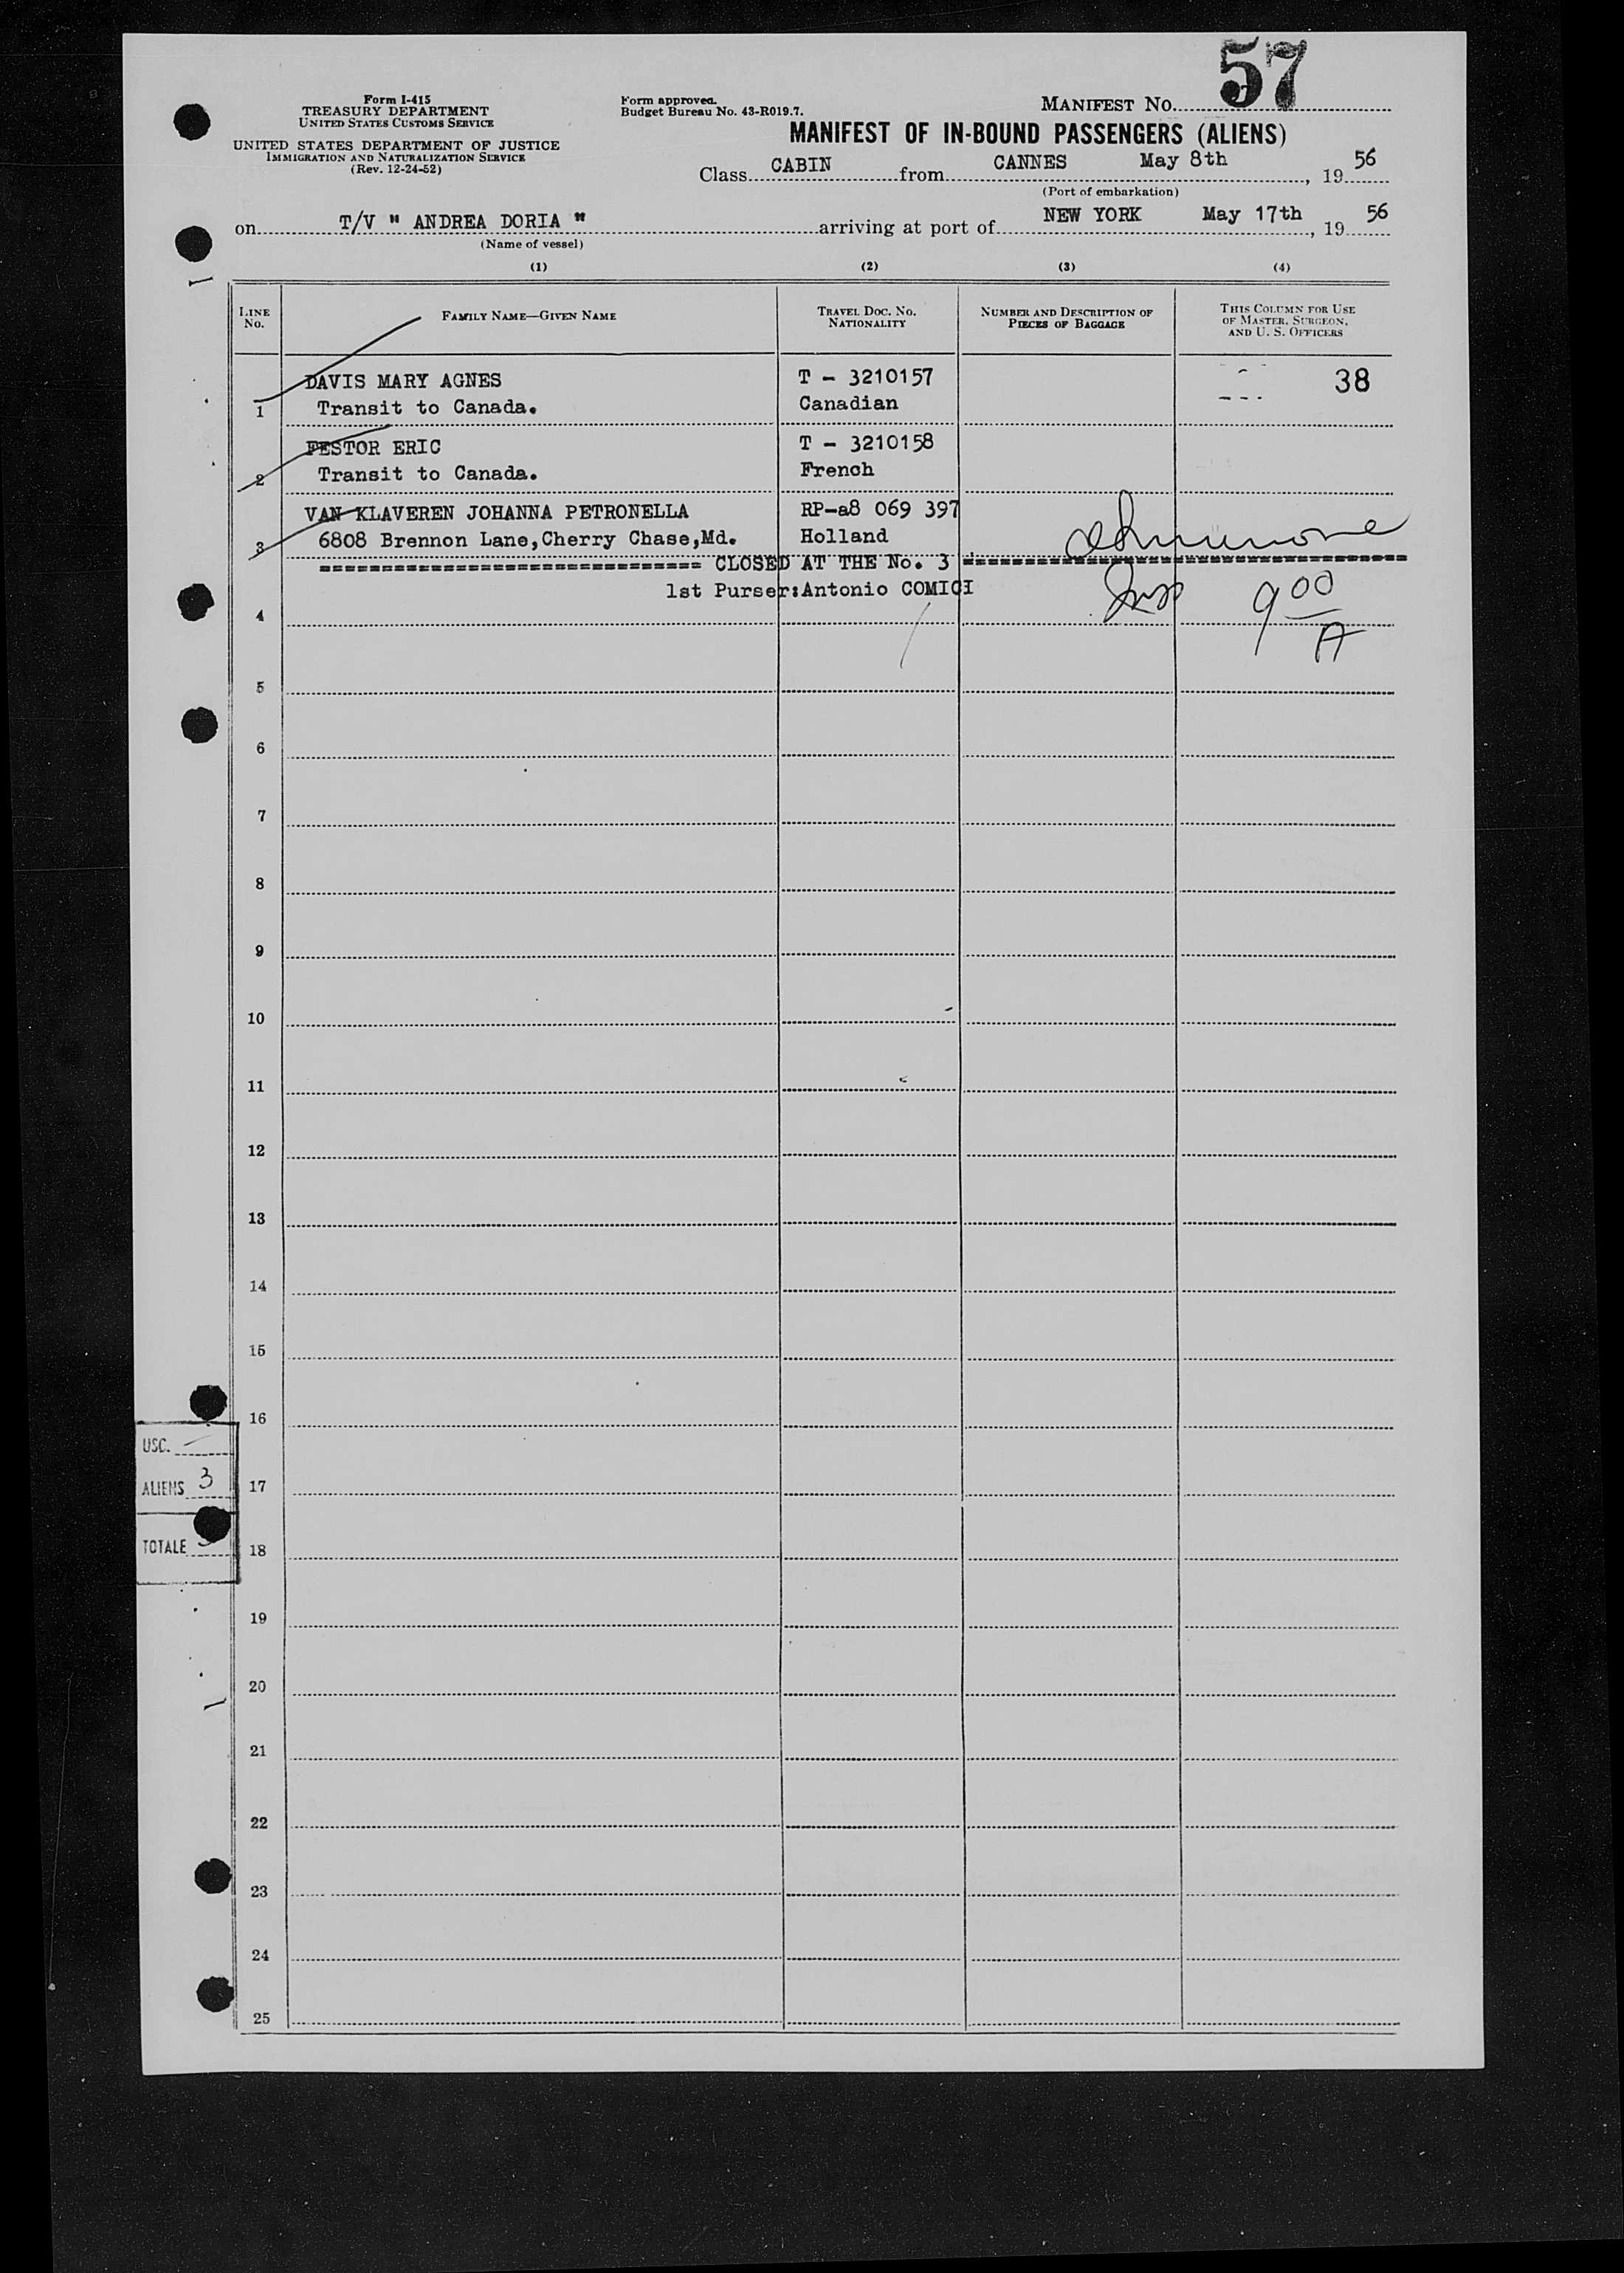 57
Form I-415
TREASURY DEPARTMENT
UNITED STATES CUSTOMS SERVICE
UNITED STATES DEPARTMENT OF JUSTICE
IMMIGRATION AND NATURALIZATION SERVICE
(Rev. 12-24-52)
Form approved.
Budget Bureau No. 43-R019.7.
MANIFEST No.
MANIFEST OF IN-BOUND PASSENGERS (ALIENS)
Class CABIN from CANNES May 8th, 19 56
(Port of embarkation)
on T/V " ANDREA DORIA " arriving at port of NEW YORK May 17th, 19 56
(Name of vessel)
(1) (2) (3) (4)
LINE No.
FAMILY NAME—GIVEN NAME
TRAVEL DOC. NO. NATIONALITY
NUMBER AND DESCRIPTION OF PIECES OF BAGGAGE
THIS COLUMN FOR USE OF MASTER, SURGEON, AND U. S. OFFICERS
DAVIS MARY AGNES T - 3210157 38
1 Transit to Canada. Canadian
FESTOR ERIC T - 3210158
2 Transit to Canada. French
VAN KLAVEREN JOHANNA PETRONELLA RP-a8 069 397
3 6808 Brennon Lane,Cherry Chase,Md. Holland
============================== CLOSED AT THE No. 3 ==================================
1st Purser:Antonio COMICI
9 00
A
4
5
6
7
8
9
10
11
12
13
14
15
16
USC.
ALIENS 3
17
TOTALE
18
19
20
21
22
23
24
25